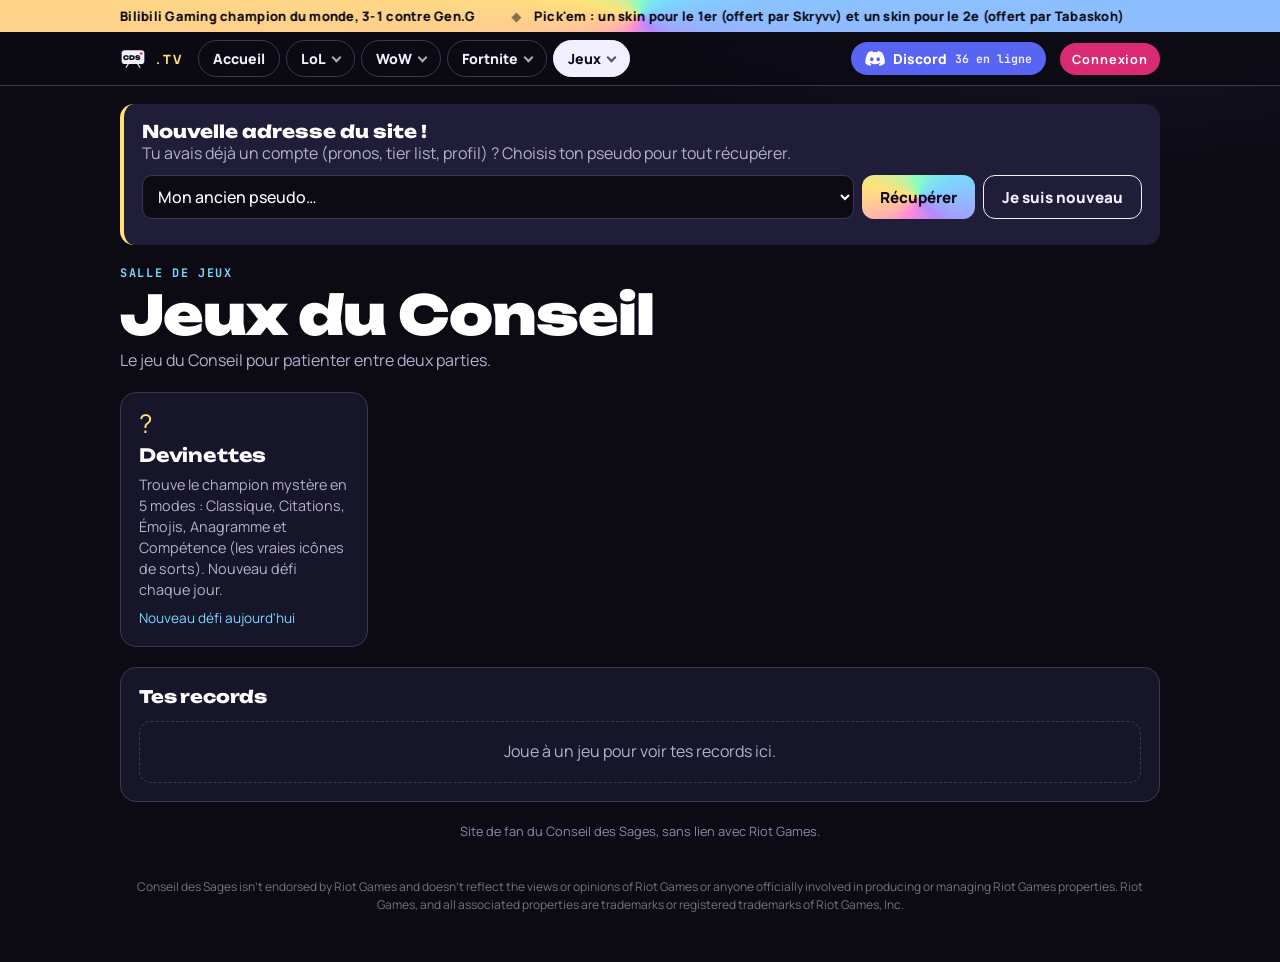 Bilibili Gaming champion du monde, 3-1 contre Gen.G ◆ Pick'em : un skin pour le 1er (offert par Skryvv) et un skin pour le 2e (offert par Tabaskoh)
CDS .TV Accueil LoL WoW Fortnite Jeux Discord 36 en ligne Connexion
Nouvelle adresse du site !
Tu avais déjà un compte (pronos, tier list, profil) ? Choisis ton pseudo pour tout récupérer.
Mon ancien pseudo… Récupérer Je suis nouveau
SALLE DE JEUX
Jeux du Conseil
Le jeu du Conseil pour patienter entre deux parties.
?
Devinettes
Trouve le champion mystère en
5 modes : Classique, Citations,
Émojis, Anagramme et
Compétence (les vraies icônes
de sorts). Nouveau défi
chaque jour.
Nouveau défi aujourd'hui
Tes records
Joue à un jeu pour voir tes records ici.
Site de fan du Conseil des Sages, sans lien avec Riot Games.
Conseil des Sages isn't endorsed by Riot Games and doesn't reflect the views or opinions of Riot Games or anyone officially involved in producing or managing Riot Games properties. Riot
Games, and all associated properties are trademarks or registered trademarks of Riot Games, Inc.